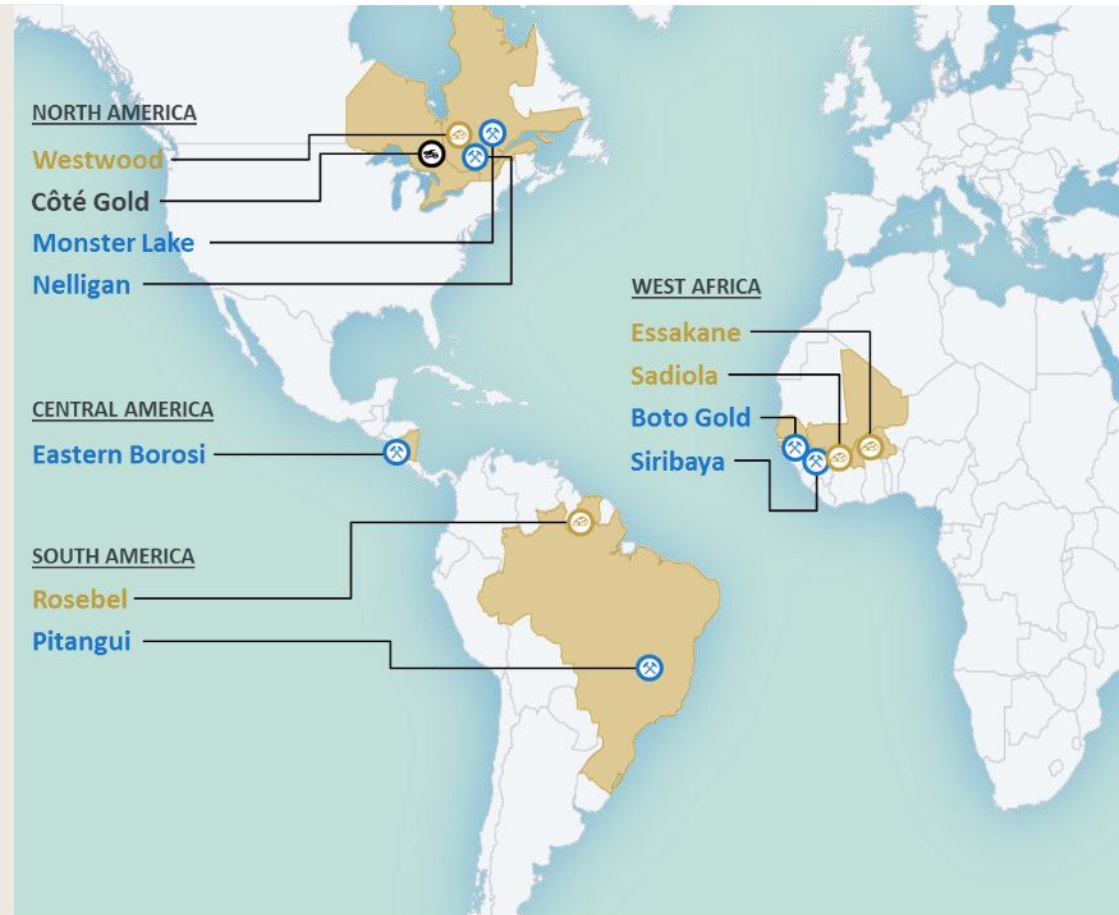 NORTH AMERICA
Westwood
Côté Gold
Monster Lake
Nelligan
CENTRAL AMERICA
Eastern Borosi
SOUTH AMERICA
Rosebel
Pitangui
WEST AFRICA
Essakane
Sadiola
Boto Gold
Siribaya